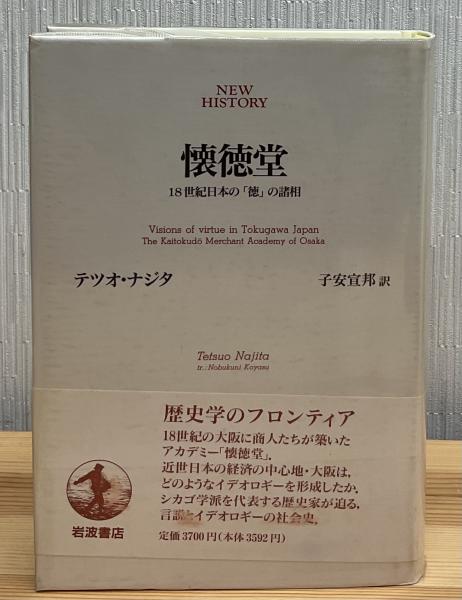 NEW
HISTORY
懐徳堂
18世紀日本の「徳」の諸相
Visions of virtue in Tokugawa Japan
The Kaitokudō Merchant Academy of Osaka
テツオ・ナジタ
子安宣邦 訳
Tetsuo Najita
tr.:Nobukuni Koyasu
歴史学のフロンティア
18世紀の大阪に商人たちが築いた
アカデミー「懐徳堂」.
近世日本の経済の中心地・大阪は,
どのようなイデオロギーを形成したか.
シカゴ学派を代表する歴史家が迫る,
言説とイデオロギーの社会史.
岩波書店
定価3700円(本体3592円)